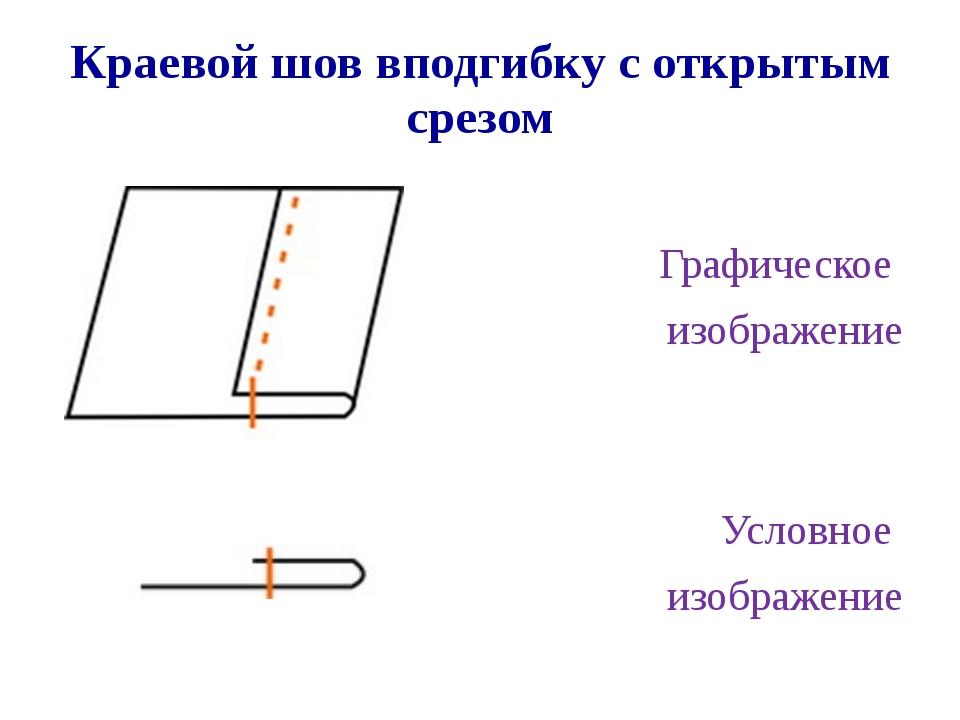 Краевой шов вподгибку с открытым
срезом
Графическое
изображение
Условное
изображение